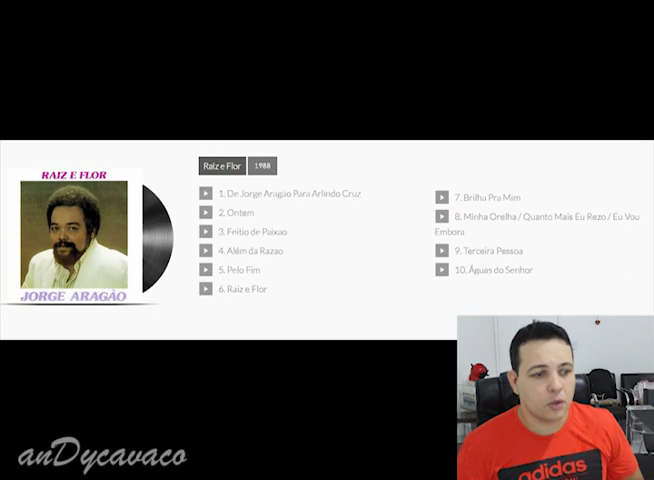 RAIZ E FLOR
JORGE ARAGÃO
Raiz e Flor 1988
1. De Jorge Aragão Para Arlindo Cruz
2. Ontem
3. Feitio de Paixao
4. Além da Razao
5. Pelo Fim
6. Raiz e Flor
7. Brilha Pra Mim
8. Minha Orelha / Quanto Mais Eu Rezo / Eu Vou
Embora
9. Terceira Pessoa
10. Águas do Senhor
anDycavaco
adidas